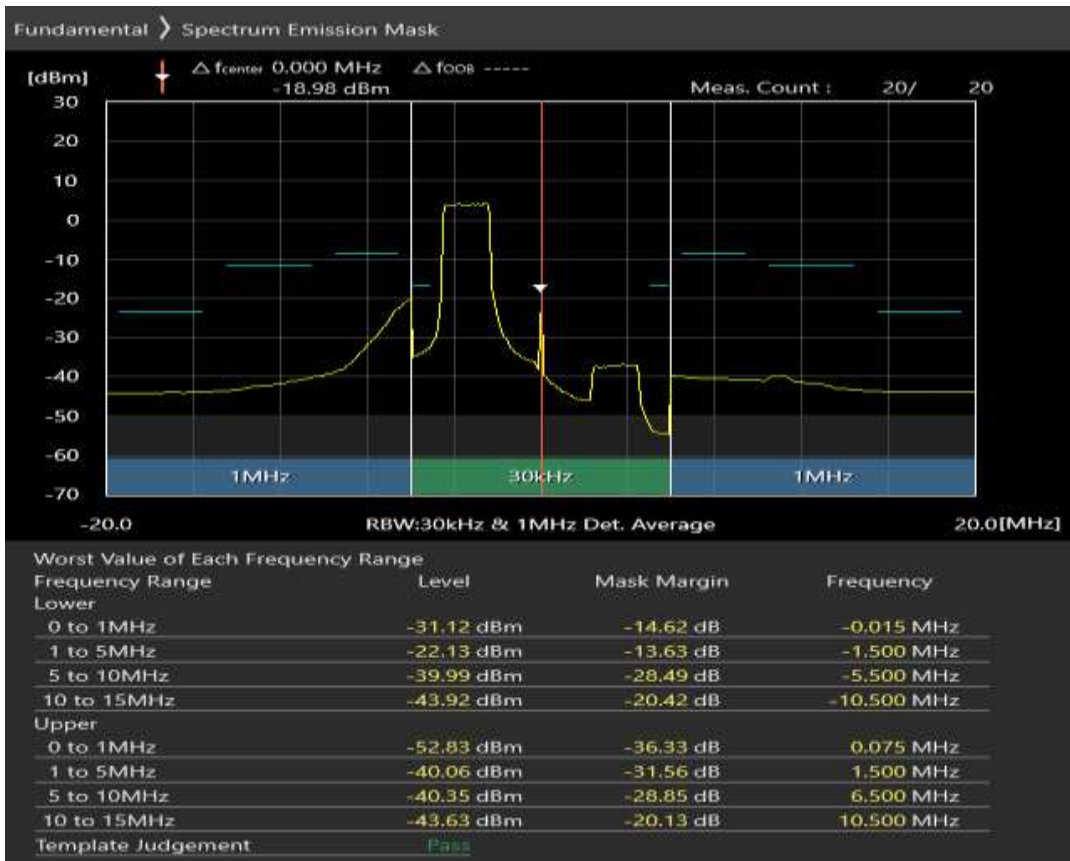 Fundamental ❯ Spectrum Emission Mask
[dBm] △ fcenter 0.000 MHz △ fOOB -----
-18.98 dBm Meas. Count : 20/ 20
30
20
10
0
-10
-20
-30
-40
-50
-60
1MHz 30kHz 1MHz
-70
-20.0 RBW:30kHz & 1MHz Det. Average 20.0[MHz]
Worst Value of Each Frequency Range
Frequency Range Level Mask Margin Frequency
Lower
0 to 1MHz -31.12 dBm -14.62 dB -0.015 MHz
1 to 5MHz -22.13 dBm -13.63 dB -1.500 MHz
5 to 10MHz -39.99 dBm -28.49 dB -5.500 MHz
10 to 15MHz -43.92 dBm -20.42 dB -10.500 MHz
Upper
0 to 1MHz -52.83 dBm -36.33 dB 0.075 MHz
1 to 5MHz -40.06 dBm -31.56 dB 1.500 MHz
5 to 10MHz -40.35 dBm -28.85 dB 6.500 MHz
10 to 15MHz -43.63 dBm -20.13 dB 10.500 MHz
Template Judgement Pass